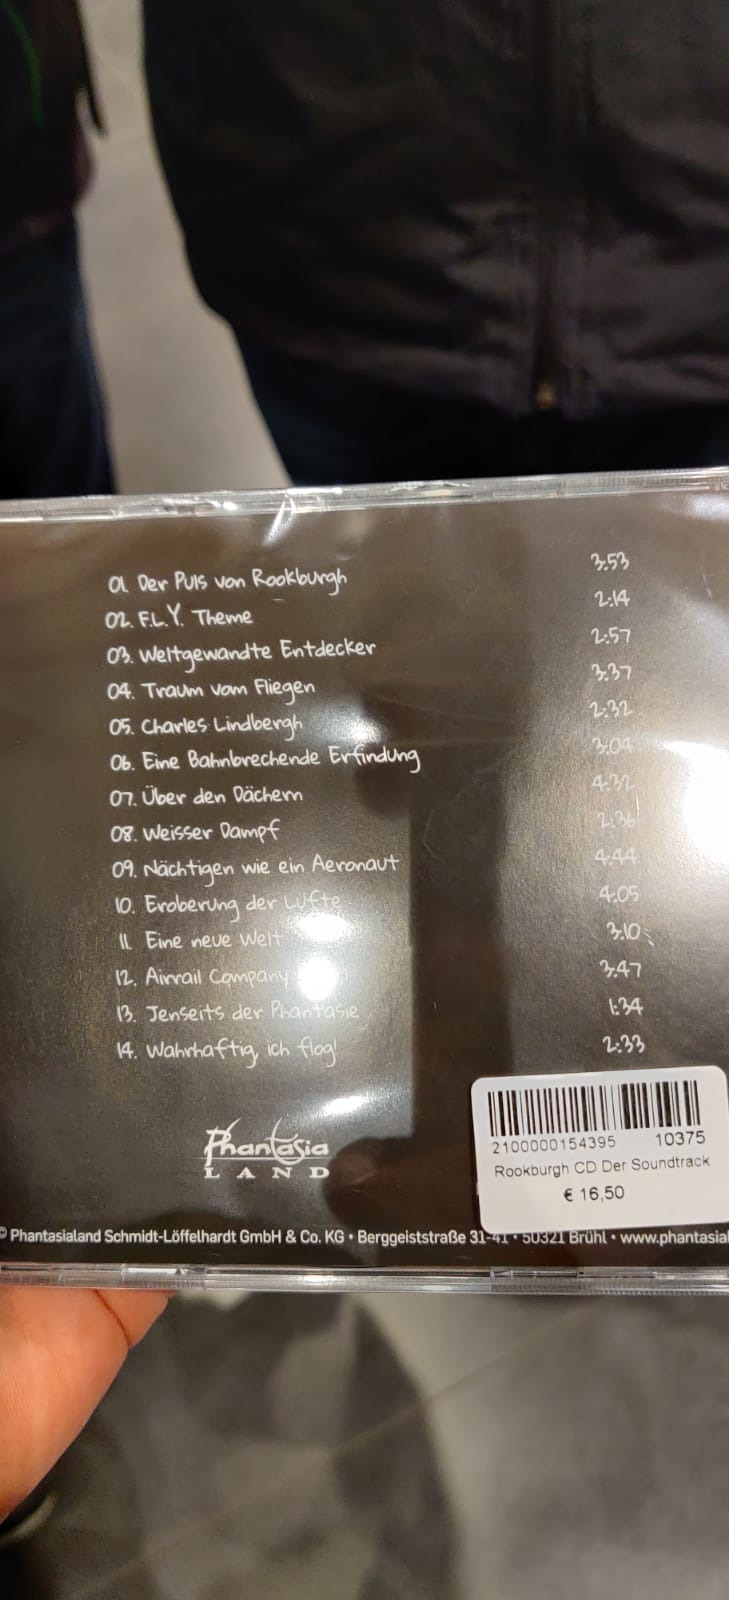 01. Der Puls von Rookburgh 3:53
02. F.L.Y. Theme 2:14
03. Weltgewandte Entdecker 2:57
04. Traum vom Fliegen 3:37
05. Charles Lindbergh 2:32
06. Eine Bahnbrechende Erfindung 3:04
07. Über den Dächern 4:32
08. Weisser Dampf 2:36
09. Nächtigen wie ein Aeronaut 4:44
10. Eroberung der Lüfte 4:05
11. Eine neue Welt 3:10
12. Airrail Company 3:47
13. Jenseits der Phantasie 1:34
14. Wahrhaftig, ich flog! 2:33
Phantasia
LAND
2100000154395 10375
Rookburgh CD Der Soundtrack
€ 16,50
© Phantasialand Schmidt-Löffelhardt GmbH & Co. KG • Berggeiststraße 31-41 • 50321 Brühl • www.phantasial